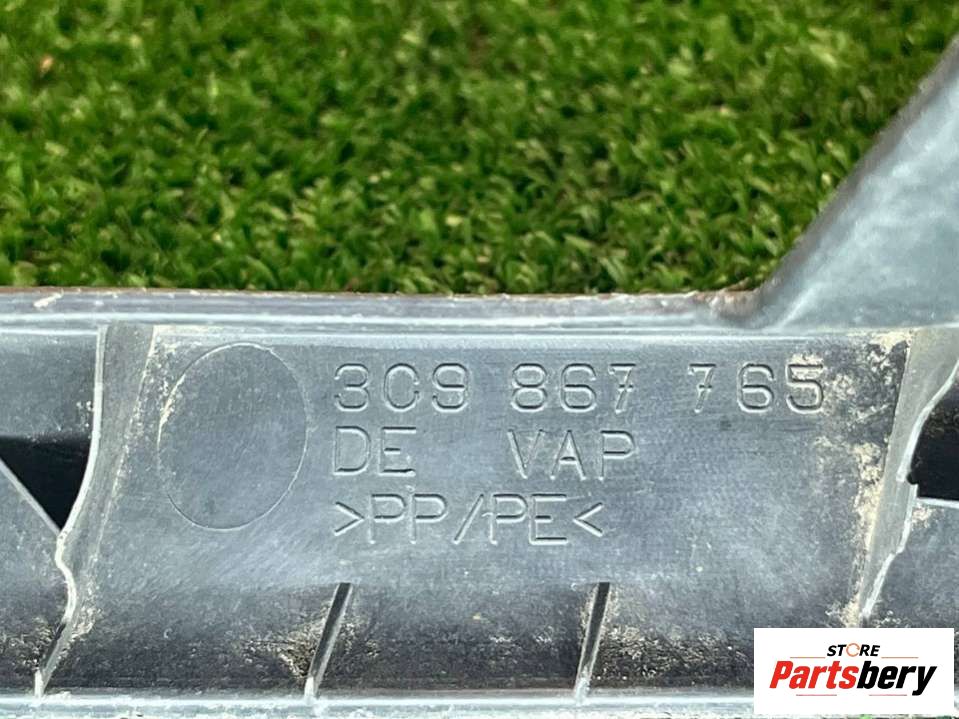 3C9 867 765
DE VAP
>PP/PE<
STORE
Partsbery